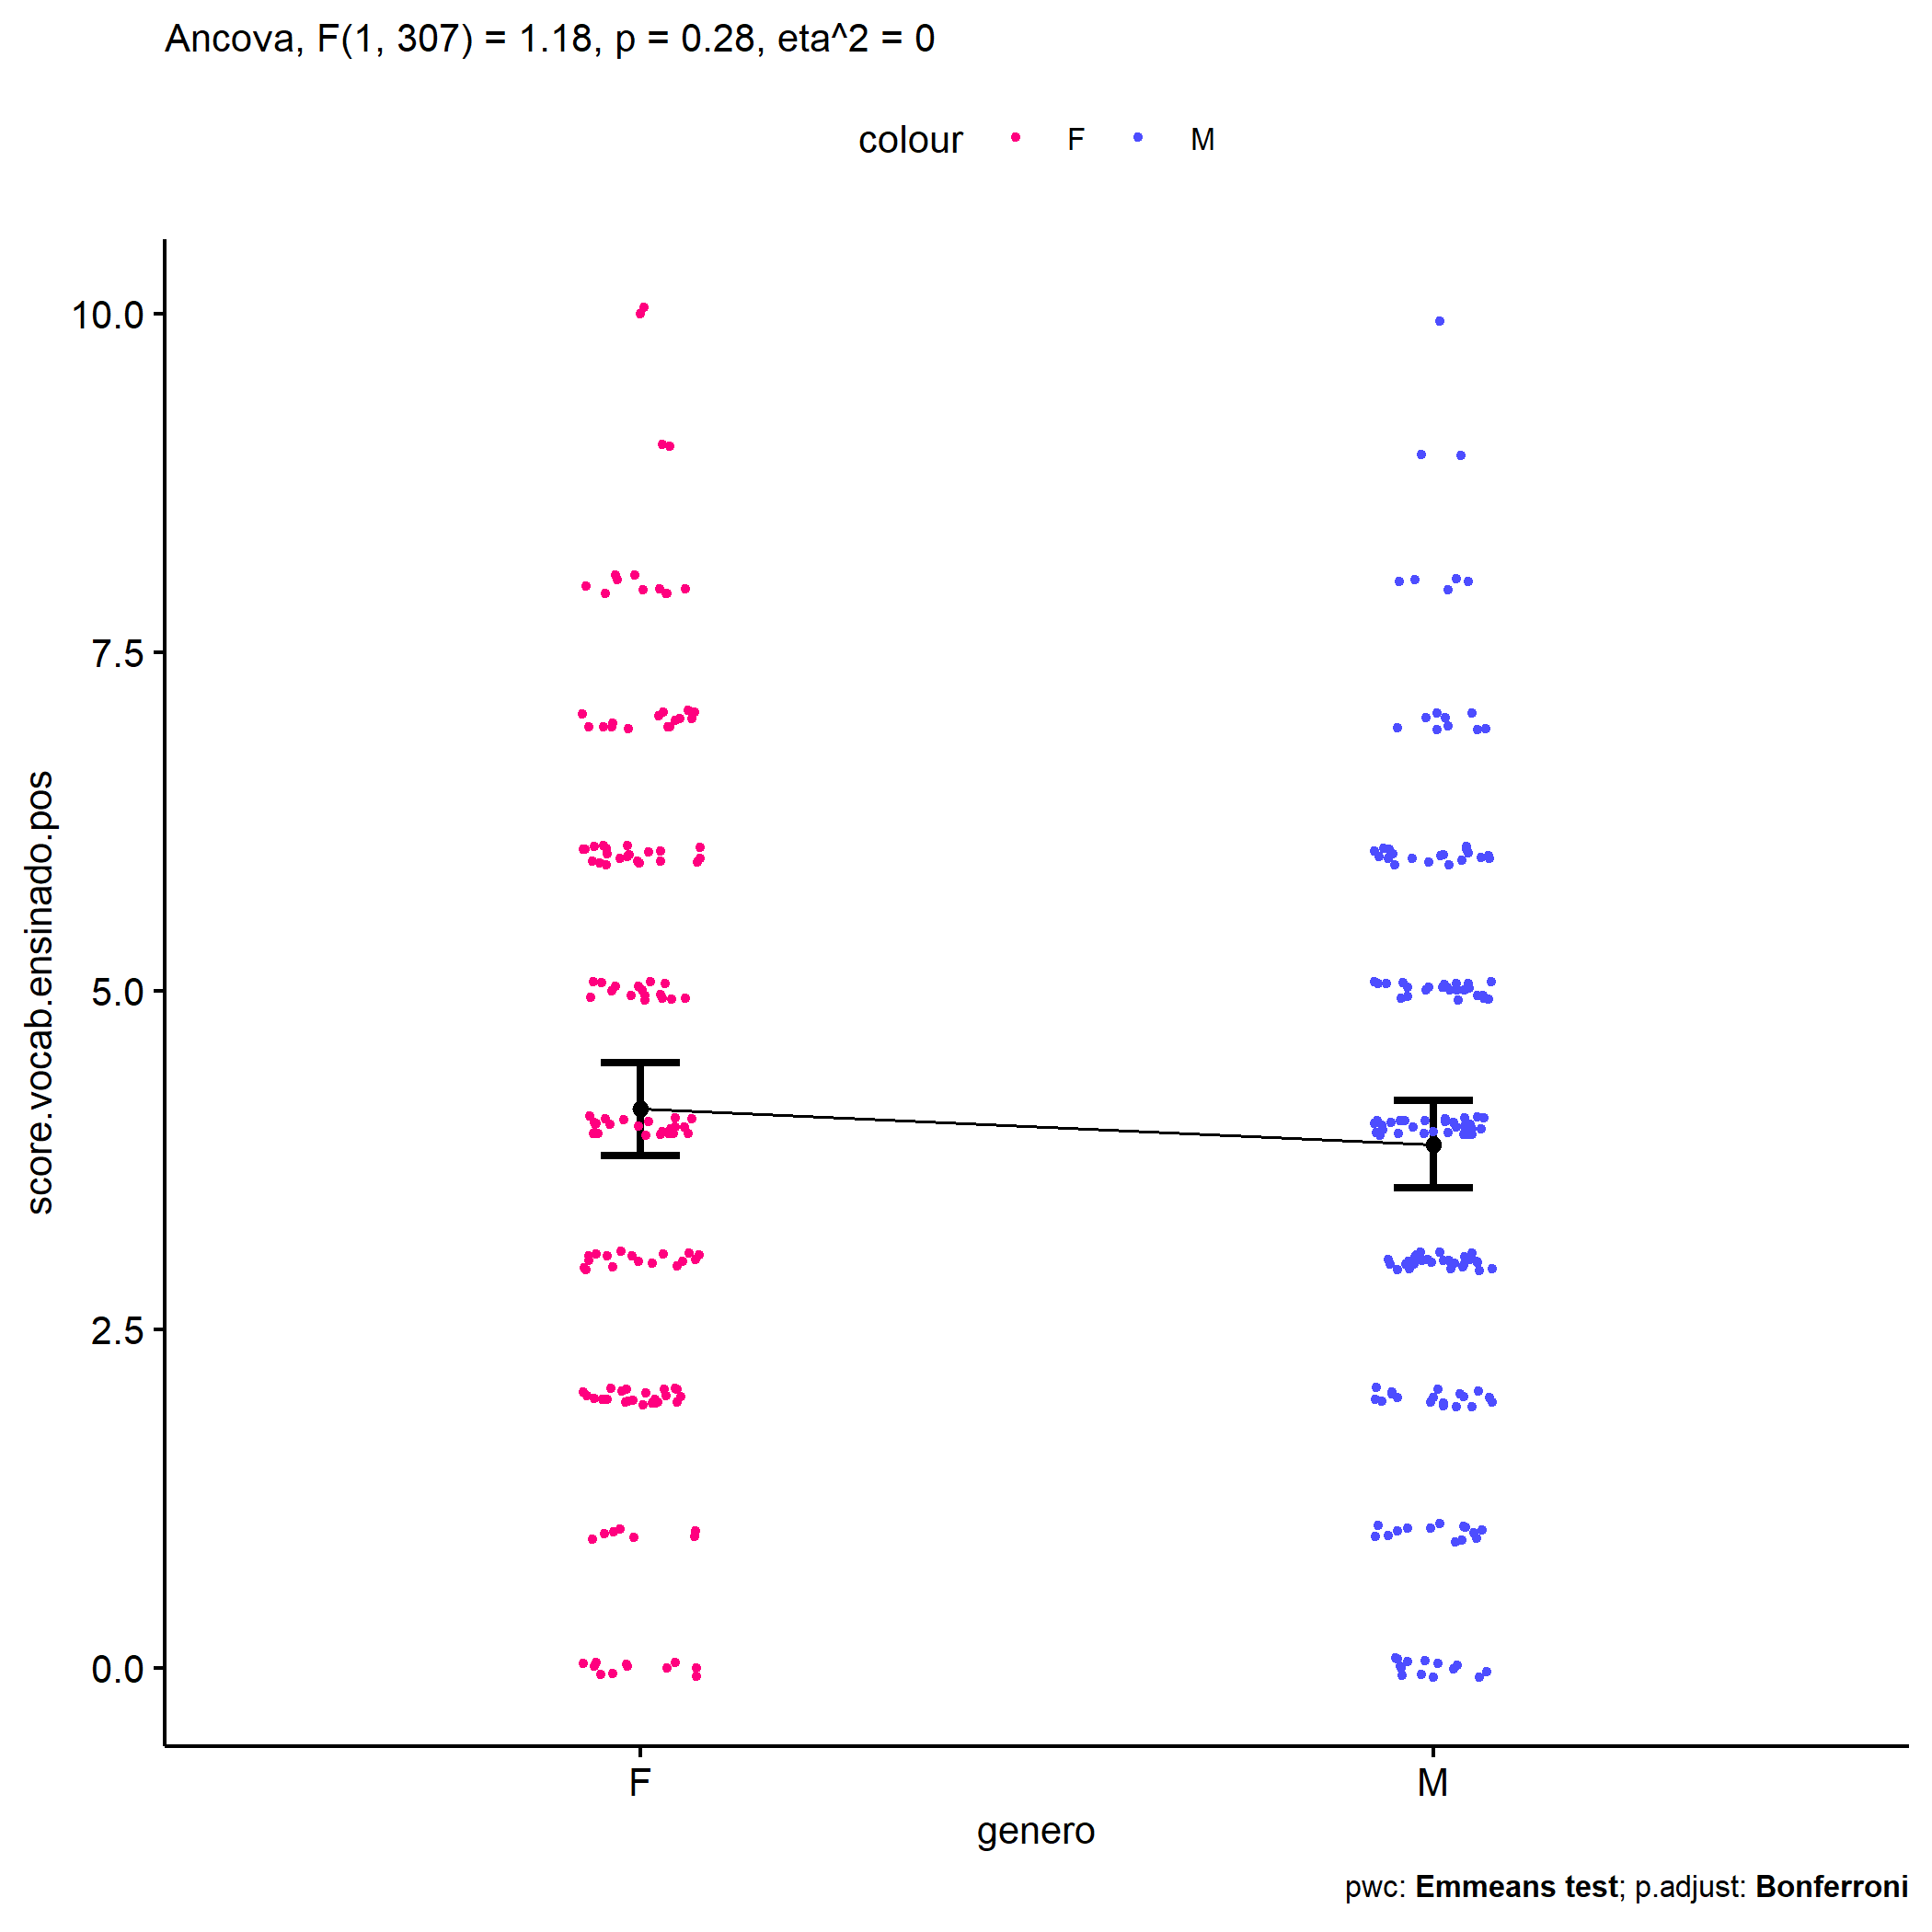 Ancova, F(1, 307) = 1.18, p = 0.28, eta^2 = 0
colour F M
10.0
7.5
5.0
2.5
0.0
score.vocab.ensinado.pos
F M
genero
pwc: Emmeans test; p.adjust: Bonferroni